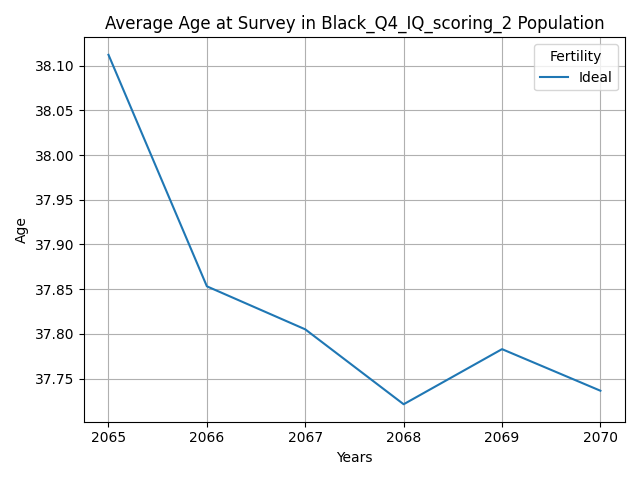 Average Age at Survey in Black_Q4_IQ_scoring_2 Population
Fertility
Ideal
38.10
38.05
38.00
37.95
37.90
37.85
37.80
37.75
Age
2065 2066 2067 2068 2069 2070
Years